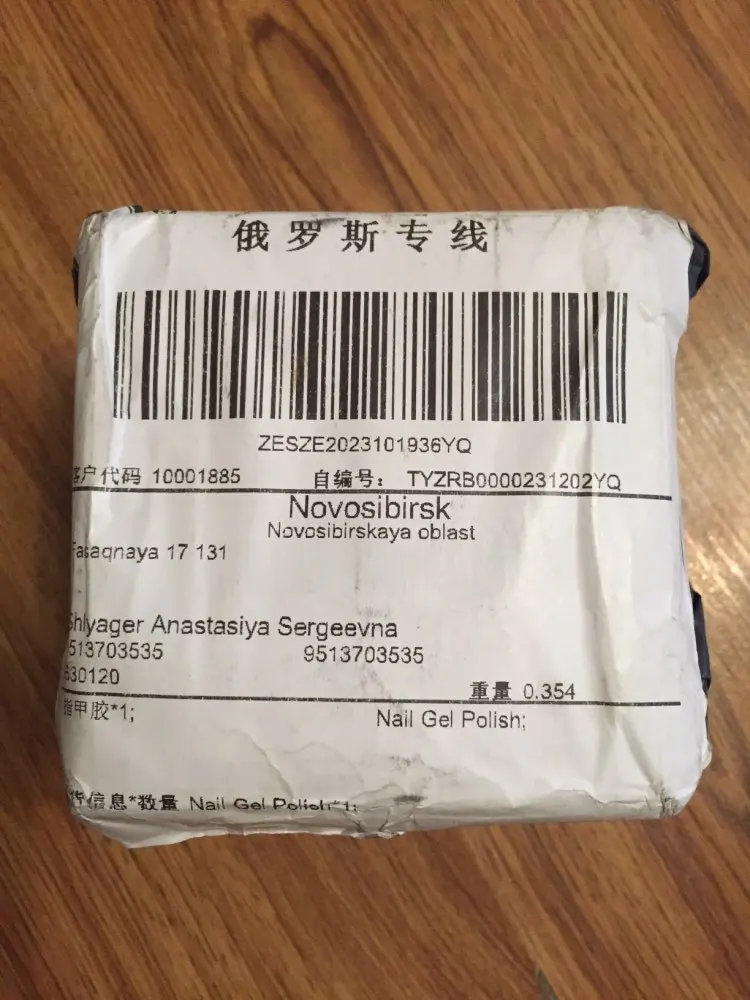 俄罗斯专线
ZESZE2023101936YQ
客户代码 10001885 自编号: TYZRB0000231202YQ
Novosibirsk
Novosibirskaya oblast
Fasaqnaya 17 131
Shlyager Anastasiya Sergeevna
9513703535 9513703535
630120
重量 0.354
指甲胶*1; Nail Gel Polish;
货信息*数量 Nail Gel Polish*1;